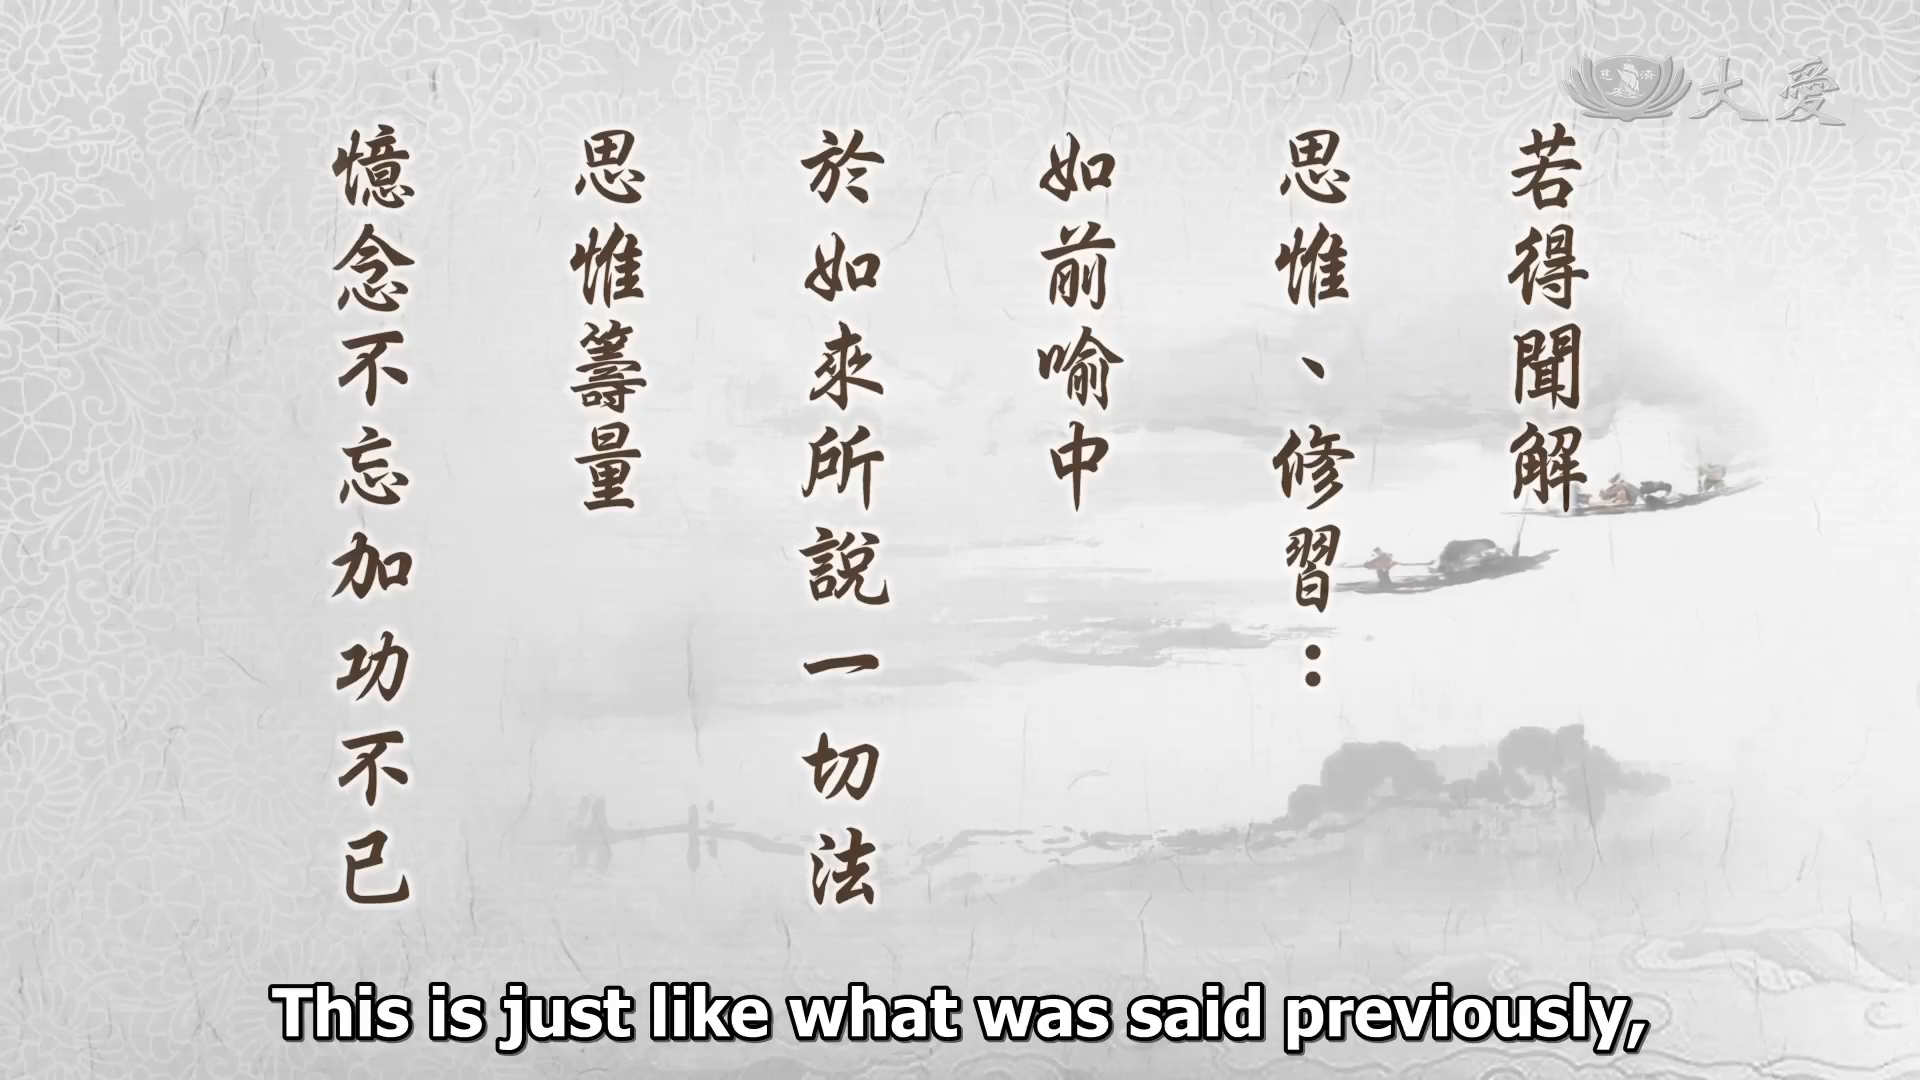 大愛
若得聞解
思惟、修習：
如前喻中
於如來所說一切法
思惟籌量
憶念不忘加功不已
This is just like what was said previously,